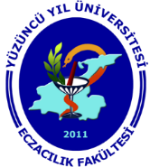 YÜZÜNCÜ YIL ÜNİVERSİTESİ
2011
ECZACILIK FAKÜLTESİ